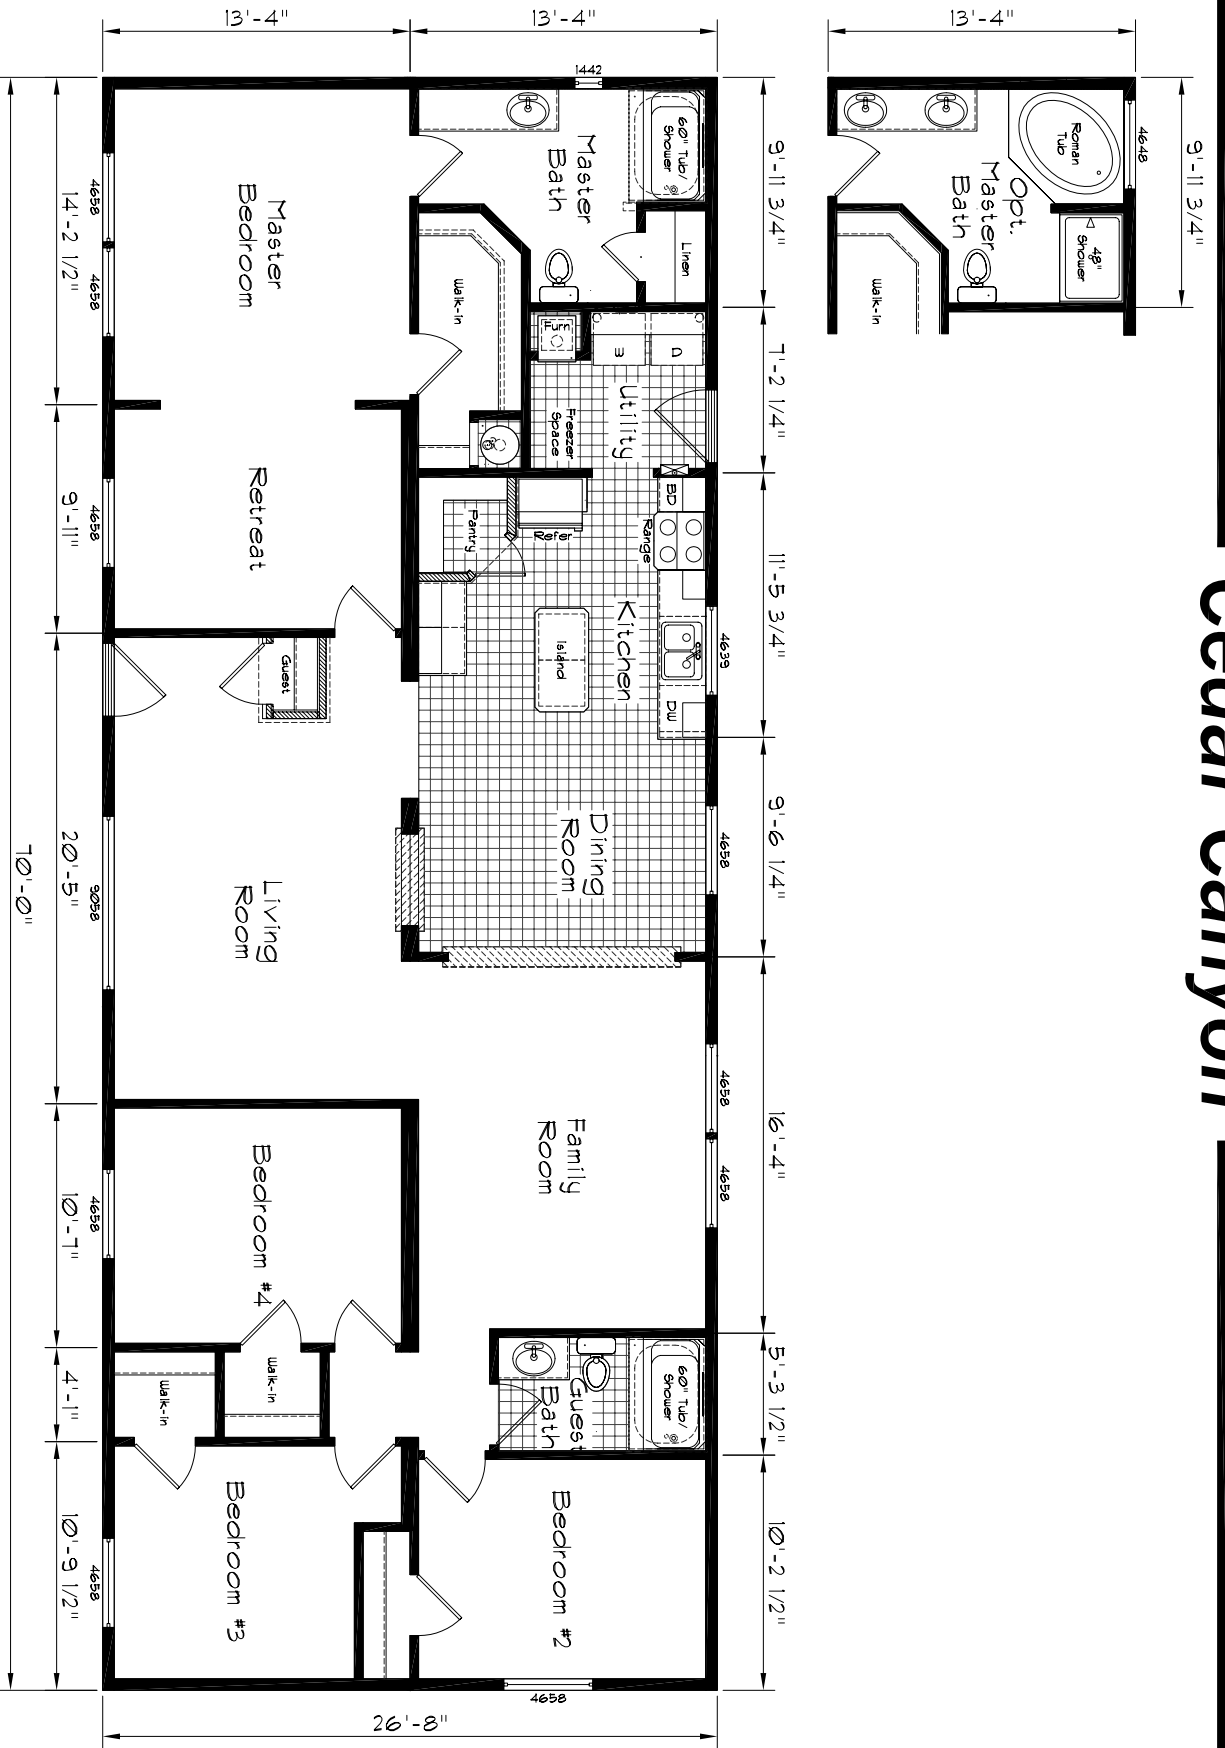 Cedar Canyon
13'-4"
13'-4"
13'-4"
9'-11 3/4"
4648
Roman
Tub
Opt.
Master
Bath
48"
Shower
Walk-in
9'-11 3/4"
7'-2 1/4"
11'-5 3/4"
9'-6 1/4"
16'-4"
5'-3 1/2"
10'-2 1/2"
1442
4639
4658
4658
4658
60" Tub/
Shower
Master
Bath
Linen
Walk-in
Furn
W
D
Utility
Freezer
Space
Master
Bedroom
Retreat
Pantry
Refer
BD
Range
Kitchen
Island
DW
Dining
Room
Guest
Living
Room
Family
Room
60" Tub/
Shower
Guest
Bath
Bedroom #4
Walk-in
Walk-in
Bedroom #3
Bedroom #2
4658
4658
4658
4658
9058
4658
4658
14'-2 1/2"
9'-11"
20'-5"
10'-7"
4'-1"
10'-9 1/2"
70'-0"
26'-8"